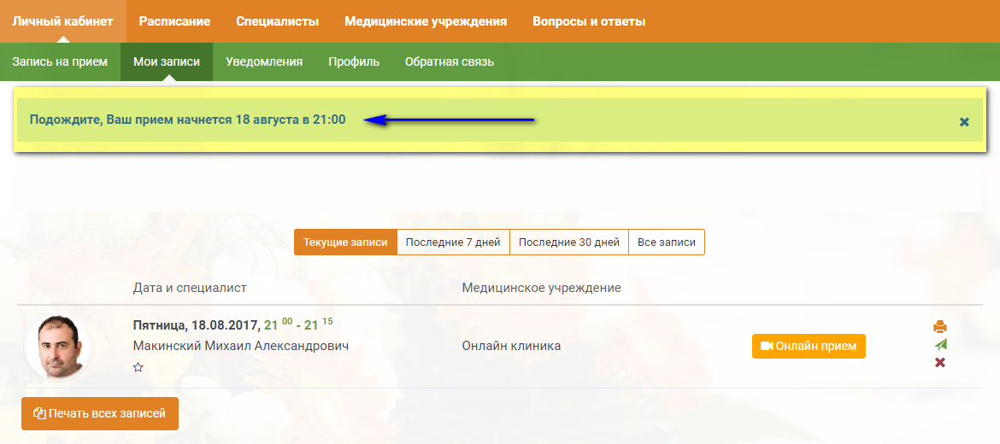 Личный кабинет Расписание Специалисты Медицинские учреждения Вопросы и ответы
Запись на прием Мои записи Уведомления Профиль Обратная связь
Подождите, Ваш прием начнется 18 августа в 21:00
Текущие записи Последние 7 дней Последние 30 дней Все записи
Дата и специалист Медицинское учреждение
Пятница, 18.08.2017, 21 00 - 21 15
Макинский Михаил Александрович Онлайн клиника Онлайн прием
Печать всех записей